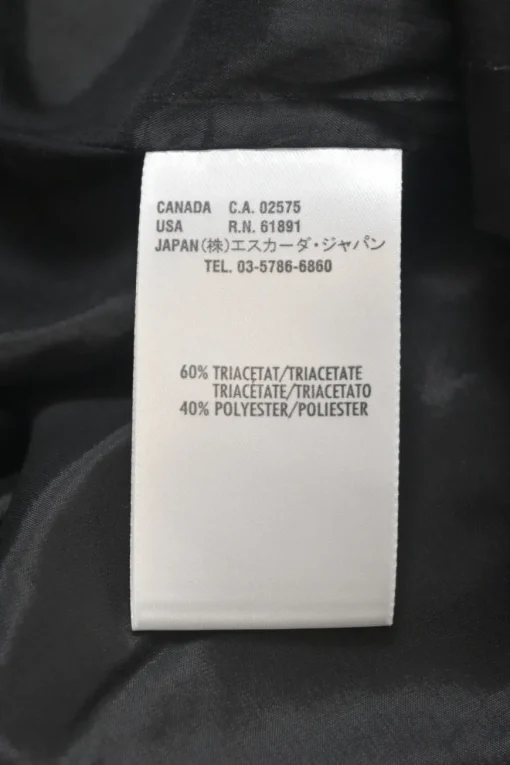 CANADA C.A. 02575
USA R.N. 61891
JAPAN(株)エスカーダ・ジャパン
TEL. 03-5786-6860
60% TRIACETAT/TRIACETATE
TRIACÉTATE/TRIACETATO
40% POLYESTER/POLIESTER